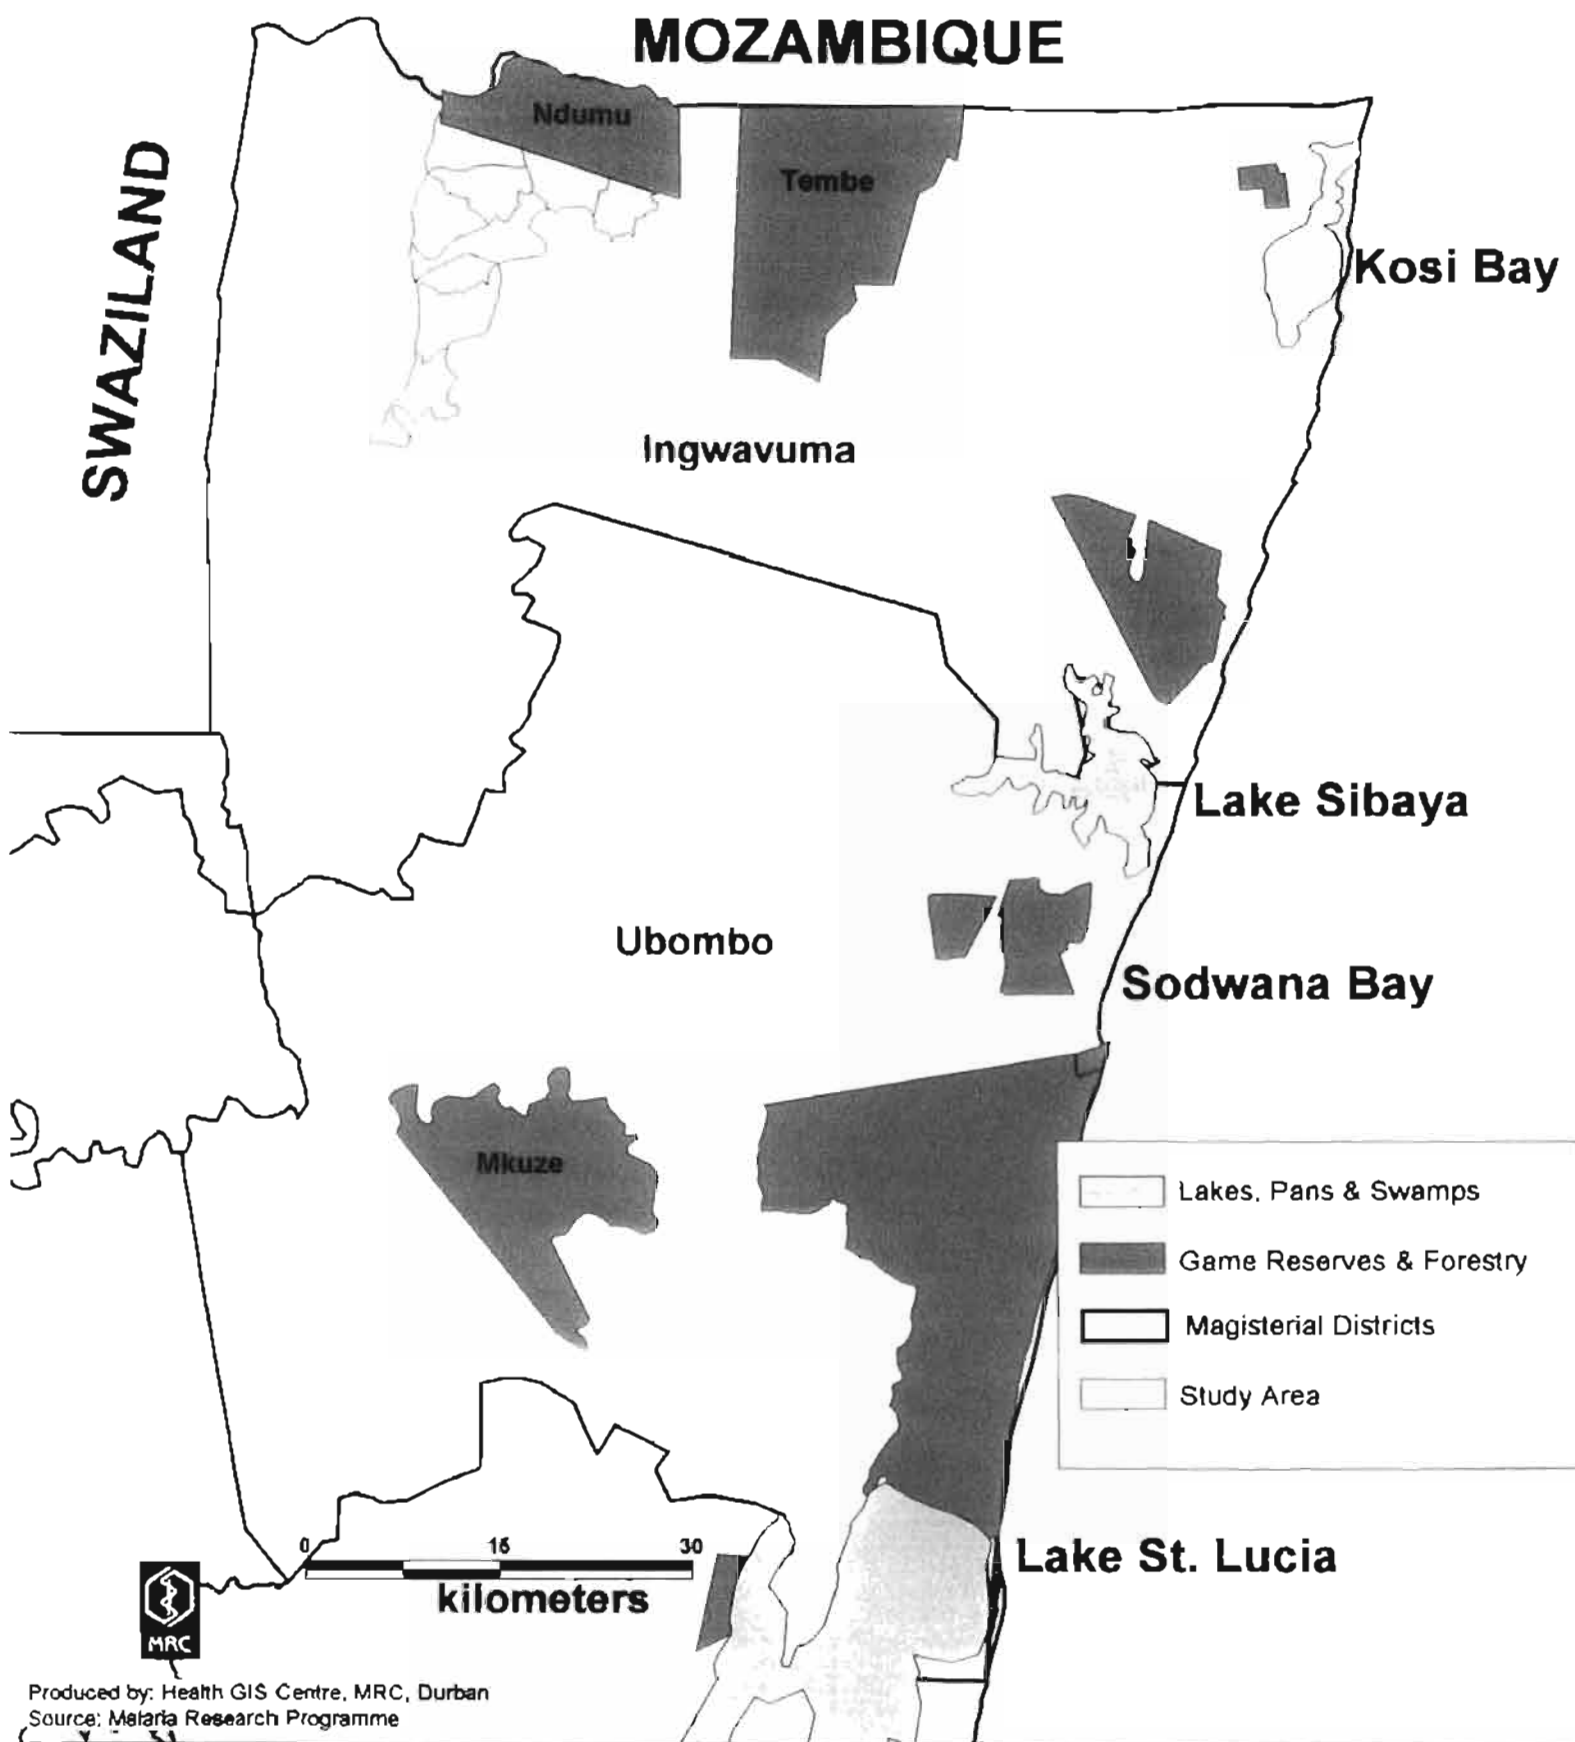 MOZAMBIQUE
Ndumu
Tembe
SWAZILAND
Kosi Bay
Ingwavuma
Lake Sibaya
Ubombo
Sodwana Bay
Mkuze
Lakes, Pans & Swamps
Game Reserves & Forestry
Magisterial Districts
Study Area
0 15 30
kilometers
Lake St. Lucia
MRC
Produced by: Health GIS Centre, MRC, Durban
Source: Malaria Research Programme